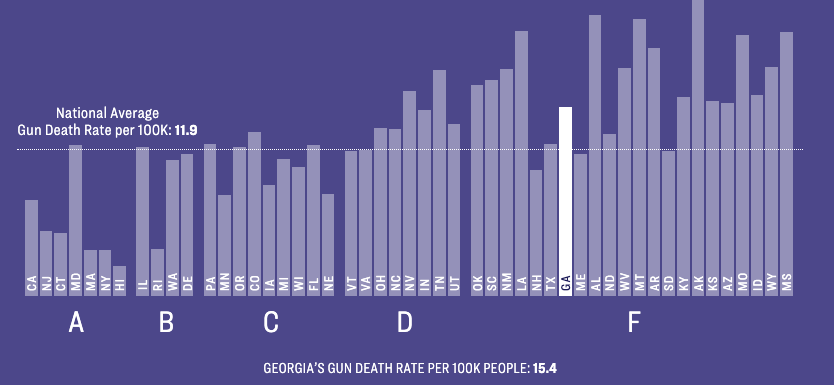 National Average
Gun Death Rate per 100K: 11.9
CA NJ CT MD MA NY HI IL RI WA DE PA MN OR CO IA MI WI FL NE VT VA OH NC NV IN TN UT OK SC NM LA NH TX GA ME AL ND WV MT AR SD KY AK KS AZ MO ID WY MS
A B C D F
GEORGIA'S GUN DEATH RATE PER 100K PEOPLE: 15.4